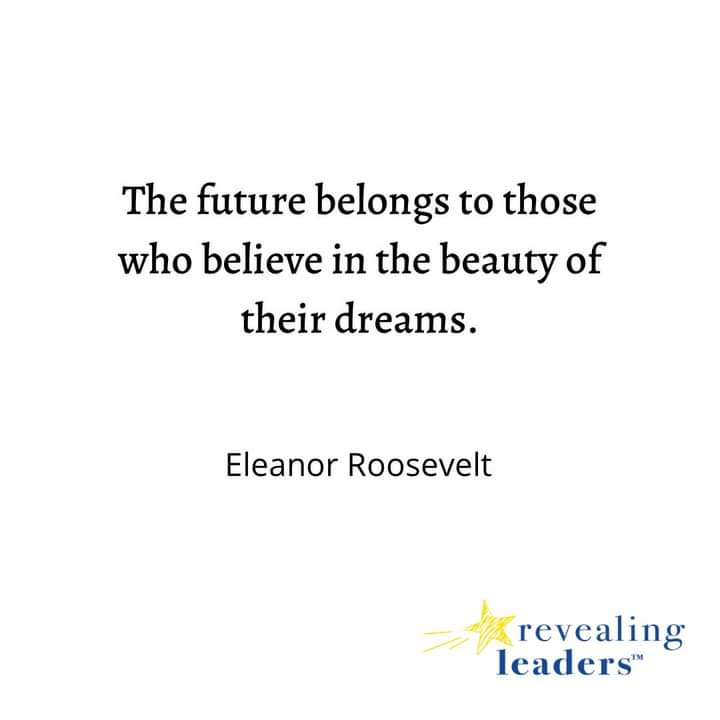 The future belongs to those
who believe in the beauty of
their dreams.
Eleanor Roosevelt
revealing
leaders™